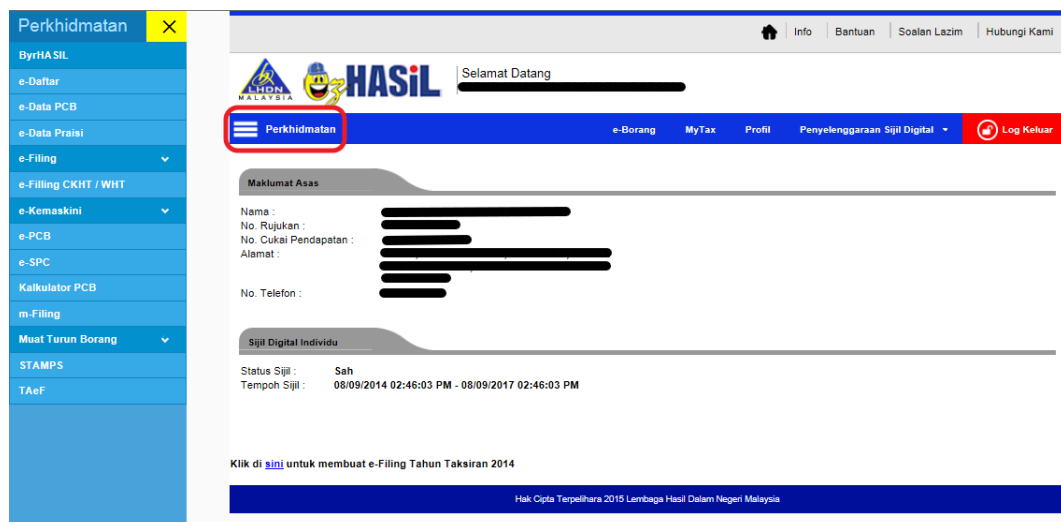 Perkhidmatan
ByrHASIL
e-Daftar
e-Data PCB
e-Data Praisi
e-Filing
e-Filling CKHT / WHT
e-Kemaskini
e-PCB
e-SPC
Kalkulator PCB
m-Filing
Muat Turun Borang
STAMPS
TAeF
Info Bantuan Soalan Lazim Hubungi Kami
LHDN
MALAYSIA
ezHASiL
Selamat Datang
Perkhidmatan e-Borang MyTax Profil Penyelenggaraan Sijil Digital Log Keluar
Maklumat Asas
Nama :
No. Rujukan :
No. Cukai Pendapatan :
Alamat :
No. Telefon :
Sijil Digital Individu
Status Sijil : Sah
Tempoh Sijil : 08/09/2014 02:46:03 PM - 08/09/2017 02:46:03 PM
Klik di sini untuk membuat e-Filing Tahun Taksiran 2014
Hak Cipta Terpelihara 2015 Lembaga Hasil Dalam Negeri Malaysia